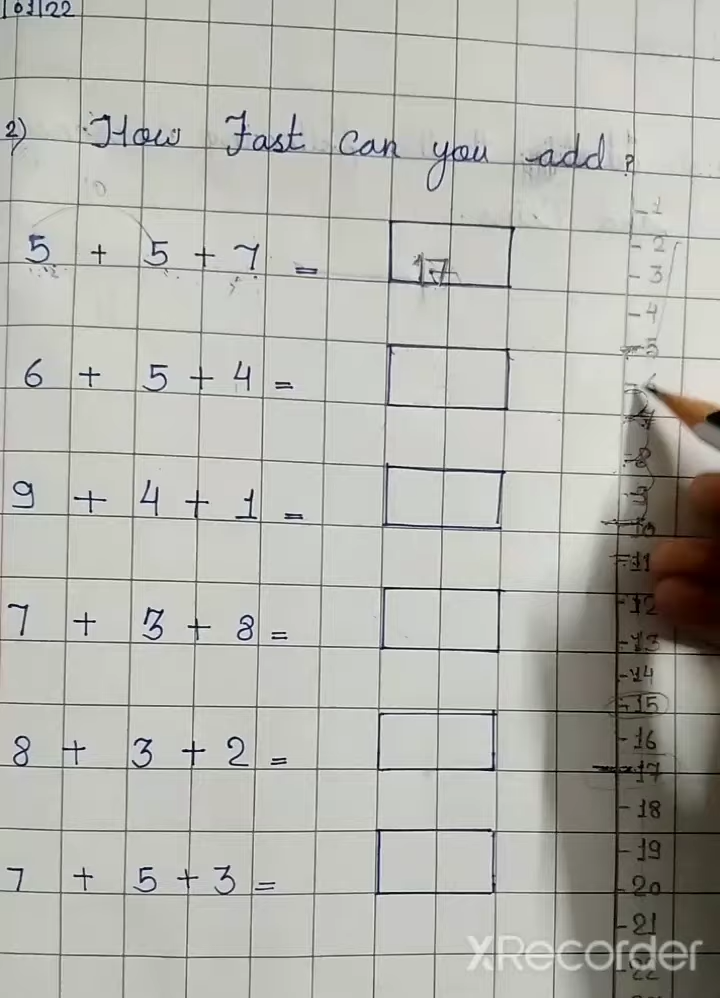 /01/22
2) How Fast can you add?
5 + 5 + 7 = 17
6 + 5 + 4 =
9 + 4 + 1 =
7 + 3 + 8 =
8 + 3 + 2 =
7 + 5 + 3 =
-1
-2
-3
-4
-5
-6
-7
-8
-9
-10
-11
-12
-13
-14
-15
-16
-17
-18
-19
-20
-21
-22
XRecorder